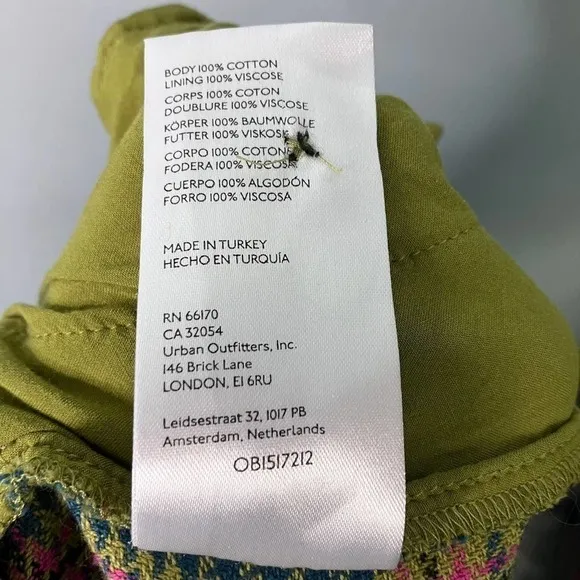 BODY 100% COTTON
LINING 100% VISCOSE
CORPS 100% COTON
DOUBLURE 100% VISCOSE
KÖRPER 100% BAUMWOLLE
FUTTER 100% VISKOSE
CORPO 100% COTONE
FODERA 100% VISCOSA
CUERPO 100% ALGODÓN
FORRO 100% VISCOSA
MADE IN TURKEY
HECHO EN TURQUÍA
RN 66170
CA 32054
Urban Outfitters, Inc.
146 Brick Lane
LONDON, E1 6RU
Leidsestraat 32, 1017 PB
Amsterdam, Netherlands
OB1517212